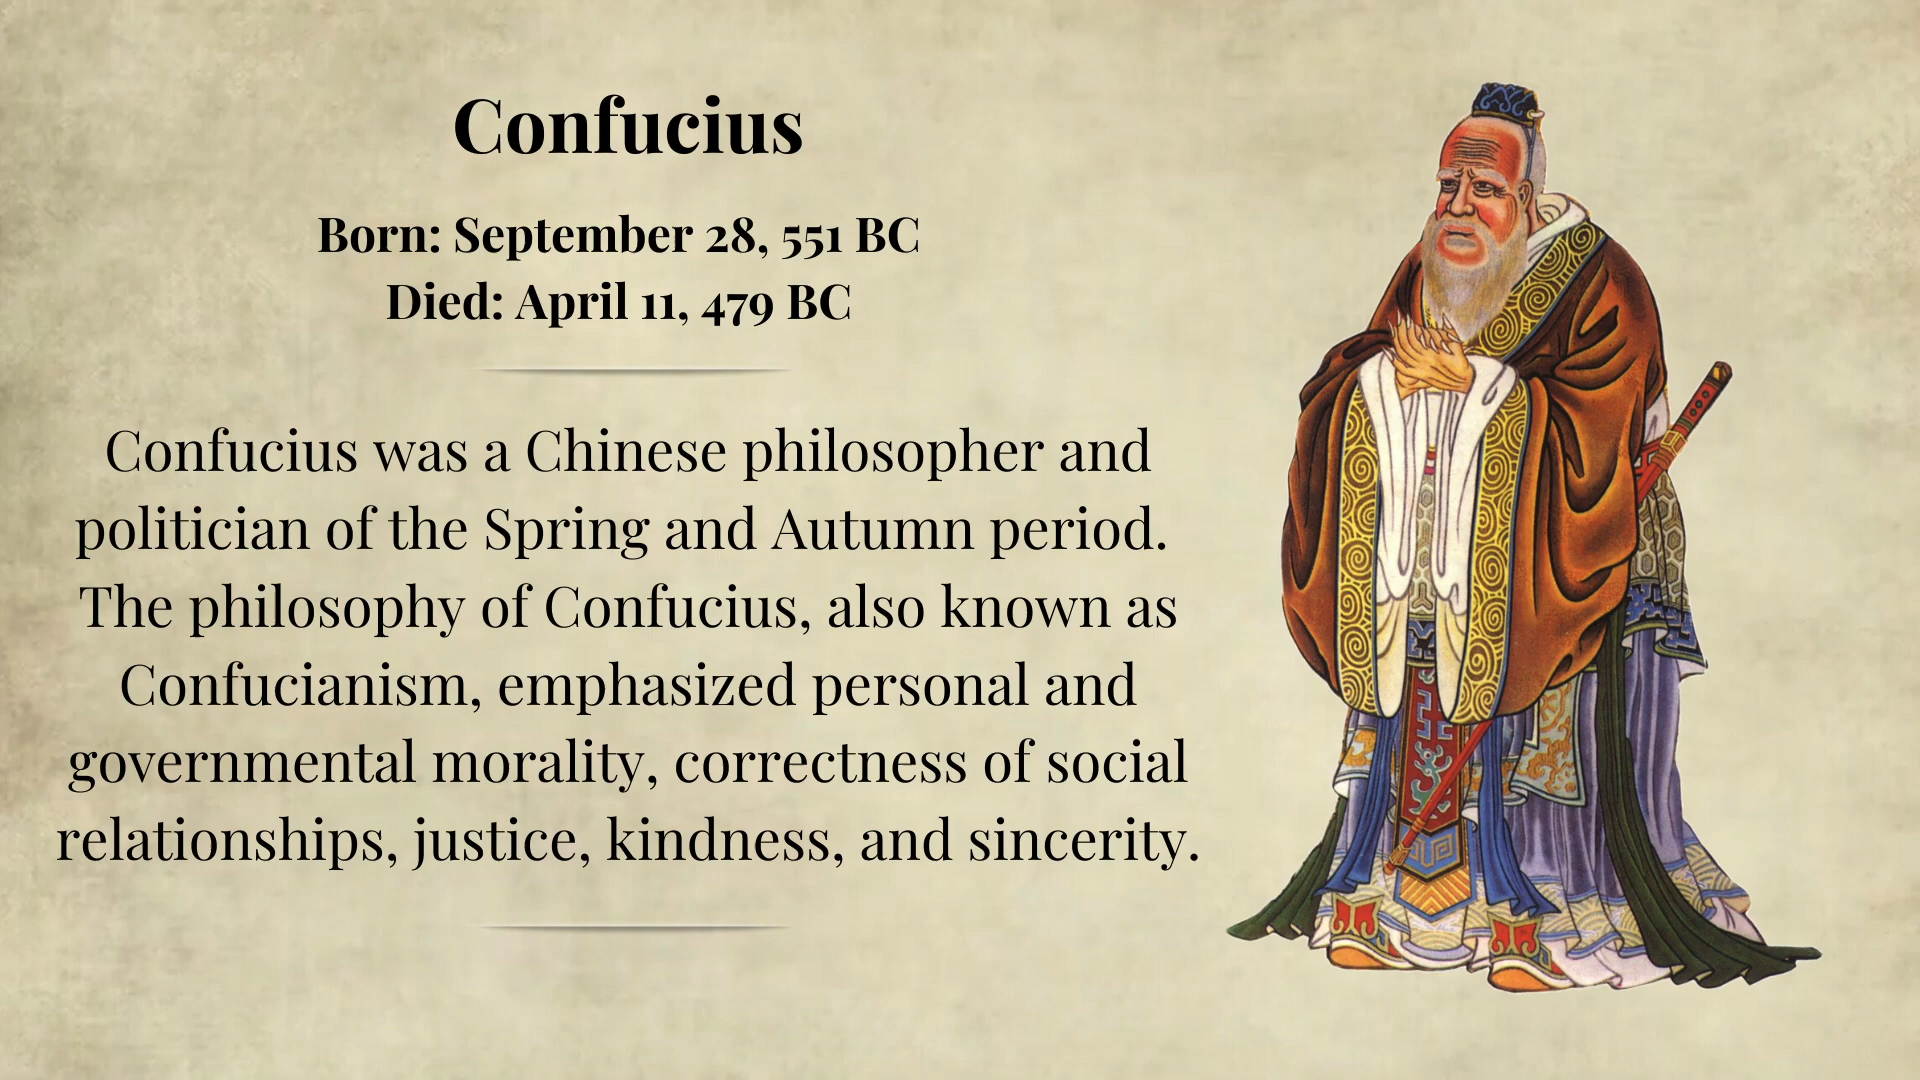 Confucius
Born: September 28, 551 BC
Died: April 11, 479 BC
Confucius was a Chinese philosopher and
politician of the Spring and Autumn period.
The philosophy of Confucius, also known as
Confucianism, emphasized personal and
governmental morality, correctness of social
relationships, justice, kindness, and sincerity.